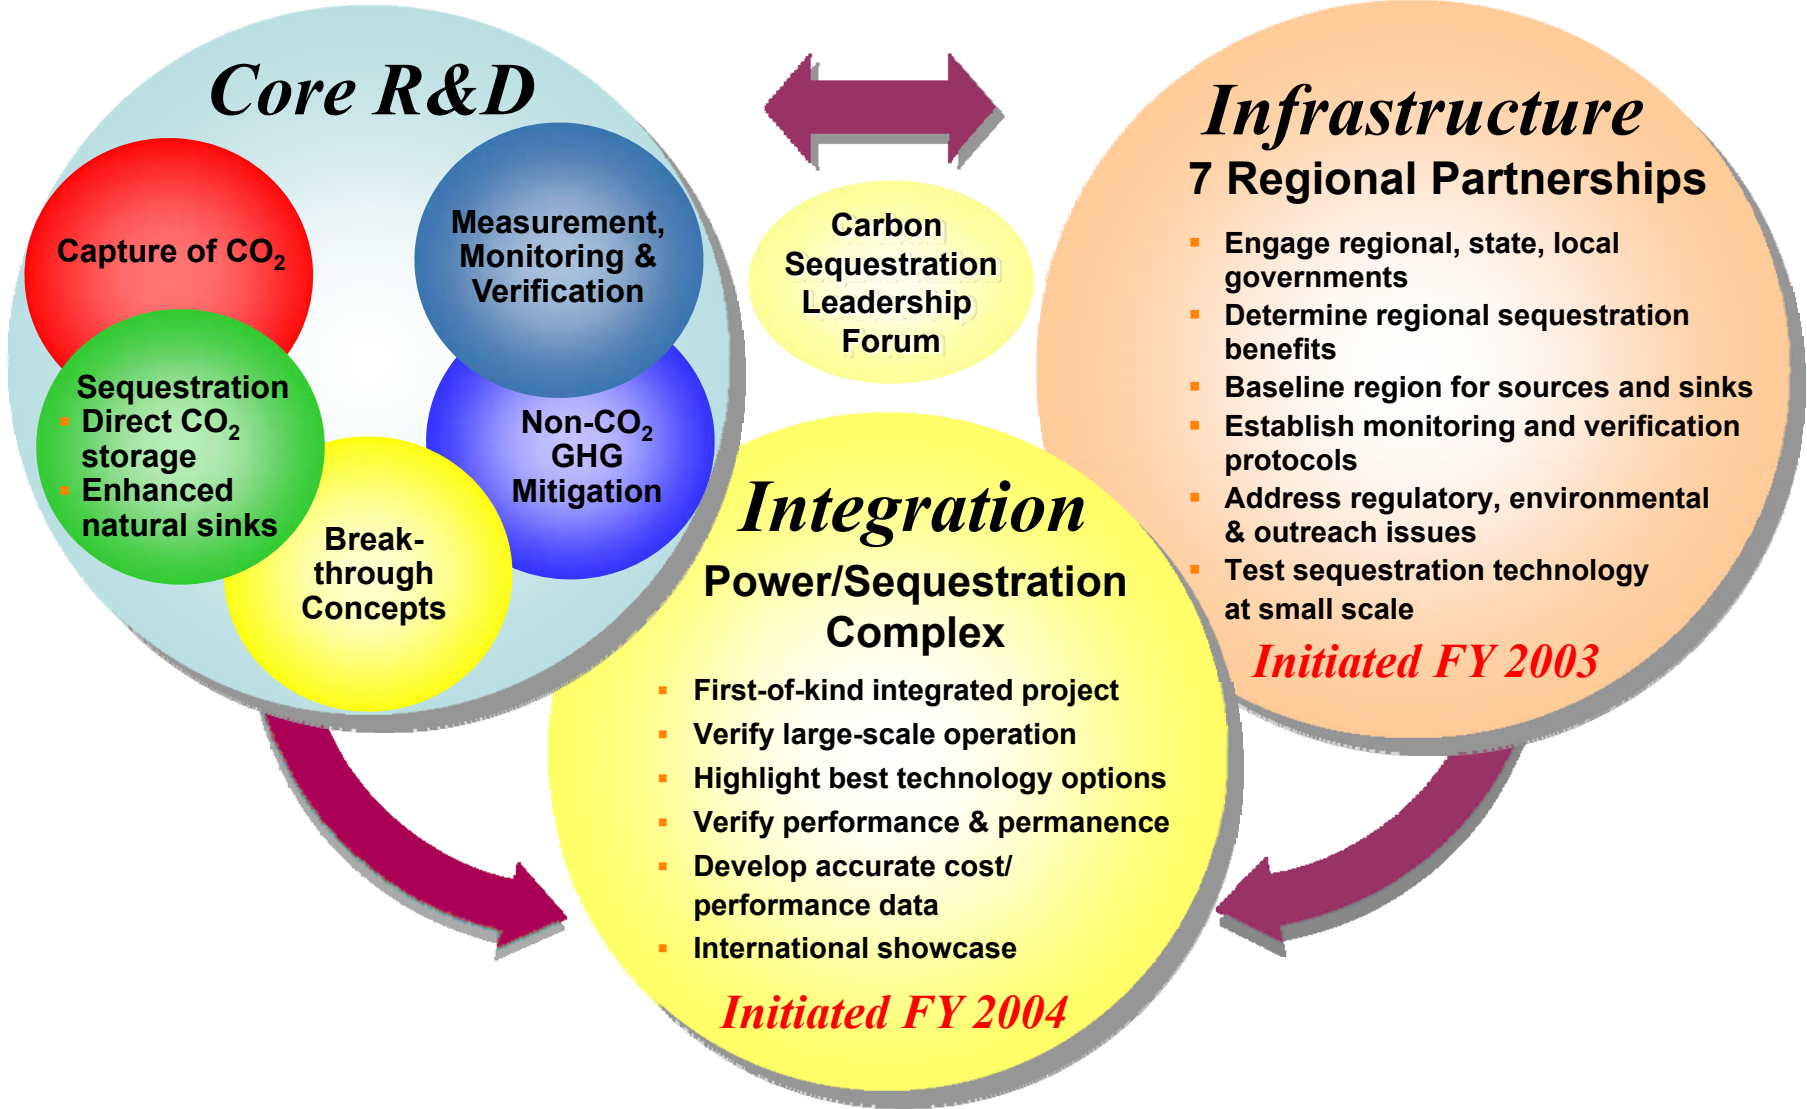 Core R&D
Capture of CO2
Measurement,
Monitoring &
Verification
Sequestration
▪ Direct CO2
storage
▪ Enhanced
natural sinks
Non-CO2
GHG
Mitigation
Break-
through
Concepts
Carbon
Sequestration
Leadership
Forum
Infrastructure
7 Regional Partnerships
▪ Engage regional, state, local
governments
▪ Determine regional sequestration
benefits
▪ Baseline region for sources and sinks
▪ Establish monitoring and verification
protocols
▪ Address regulatory, environmental
& outreach issues
▪ Test sequestration technology
at small scale
Initiated FY 2003
Integration
Power/Sequestration
Complex
▪ First-of-kind integrated project
▪ Verify large-scale operation
▪ Highlight best technology options
▪ Verify performance & permanence
▪ Develop accurate cost/
performance data
▪ International showcase
Initiated FY 2004